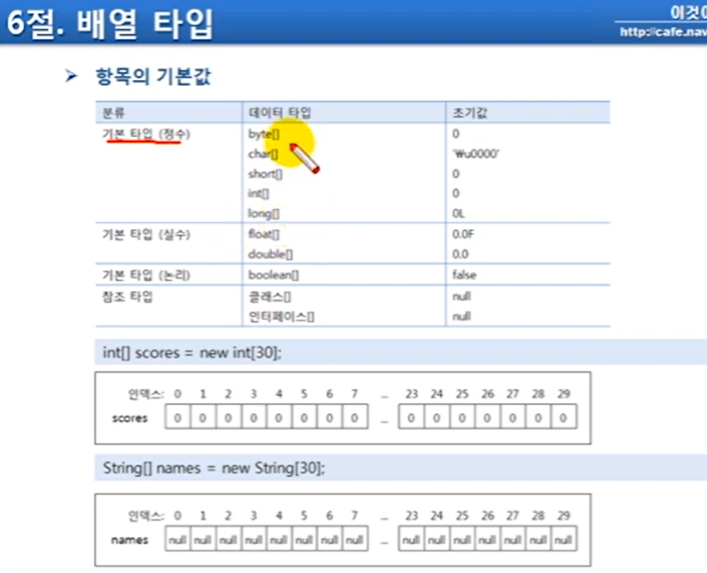 6절. 배열 타입
이것이
http://cafe.nav
➤ 항목의 기본값
분류 데이터 타입 초기값
기본 타입 (정수) byte[] 0
char[] '₩u0000'
short[] 0
int[] 0
long[] 0L
기본 타입 (실수) float[] 0.0F
double[] 0.0
기본 타입 (논리) boolean[] false
참조 타입 클래스[] null
인터페이스[] null
int[] scores = new int[30];
인덱스: 0 1 2 3 4 5 6 7 ... 23 24 25 26 27 28 29
scores 0 0 0 0 0 0 0 0 ... 0 0 0 0 0 0 0
String[] names = new String[30];
인덱스: 0 1 2 3 4 5 6 7 ... 23 24 25 26 27 28 29
names null null null null null null null null ... null null null null null null null